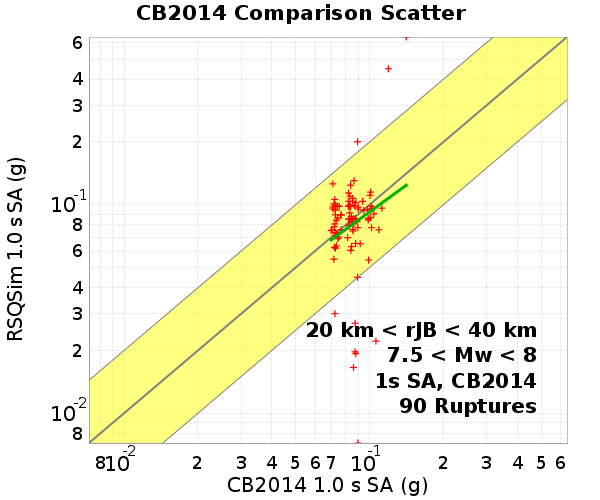 CB2014 Comparison Scatter
6
4
3
2
10⁻¹
8
6
4
3
2
10⁻²
8
RSQSim 1.0 s SA (g)
20 km < rJB < 40 km
7.5 < Mw < 8
1s SA, CB2014
90 Ruptures
8 10⁻² 2 3 4 5 6 7 10⁻¹ 2 3 4 5 6
CB2014 1.0 s SA (g)